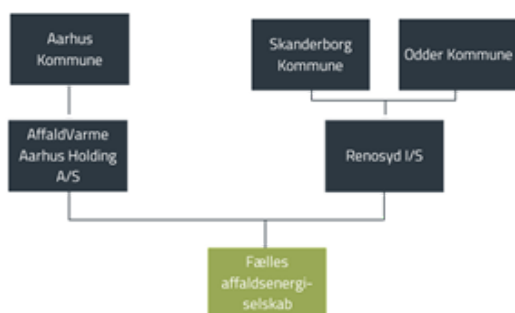 Aarhus
Kommune
Skanderborg
Kommune
Odder Kommune
AffaldVarme
Aarhus Holding
A/S
Renosyd I/S
Fælles
affaldsenergi-
selskab